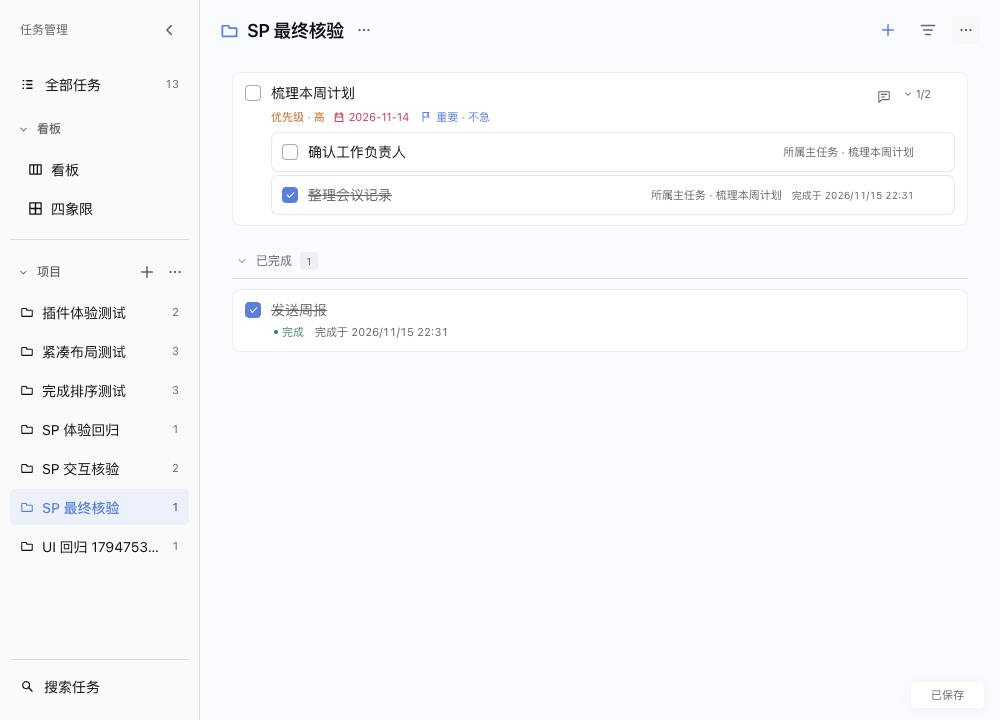 任务管理
全部任务 13
看板
看板
四象限
项目
插件体验测试 2
紧凑布局测试 3
完成排序测试 3
SP 体验回归 1
SP 交互核验 2
SP 最终核验 1
UI 回归 1794753... 1
搜索任务
SP 最终核验
梳理本周计划 1/2
优先级 · 高 2026-11-14 重要 · 不急
确认工作负责人 所属主任务 · 梳理本周计划
整理会议记录 所属主任务 · 梳理本周计划 完成于 2026/11/15 22:31
已完成 1
发送周报
完成 完成于 2026/11/15 22:31
已保存